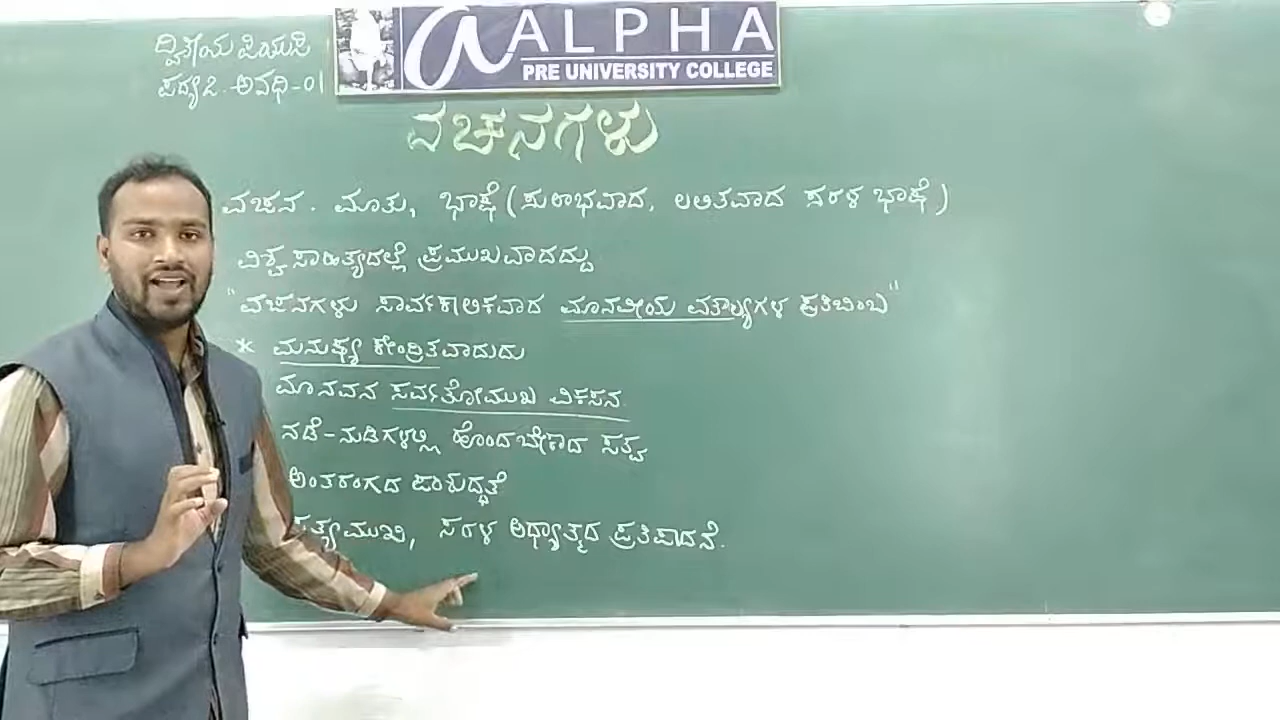 ದ್ವಿತೀಯ ಪಿಯುಸಿ
ಪದ್ಯ ೭. ಅವಧಿ-೦1
a ALPHA
PRE UNIVERSITY COLLEGE
ವಚನಗಳು
ವಚನ. ಮಾತು, ಭಾಷೆ (ಸುಲಭವಾದ, ಲಲಿತವಾದ ಸರಳ ಭಾಷೆ)
ವಿಶ್ವ ಸಾಹಿತ್ಯದಲ್ಲೆ ಪ್ರಮುಖವಾದದ್ದು
"ವಚನಗಳು ಸಾರ್ವಕಾಲಿಕವಾದ ಮಾನವೀಯ ಮೌಲ್ಯಗಳ ಪ್ರತಿಬಿಂಬ"
* ಮನುಷ್ಯ ಕೇಂದ್ರಿತವಾದುದು
ಮಾನವನ ಸರ್ವತೋಮುಖ ವಿಕಸನ.
ನಡೆ-ನುಡಿಗಳಲ್ಲಿ ಹೊಂದಬೇಕಾದ ಸತ್ವ
ಅಂತರಂಗದ ಪರಿಶುದ್ಧತೆ
ಸತ್ಯಮುಖಿ, ಸರಳ ಅಧ್ಯಾತ್ಮದ ಪ್ರತಿಪಾದನೆ.